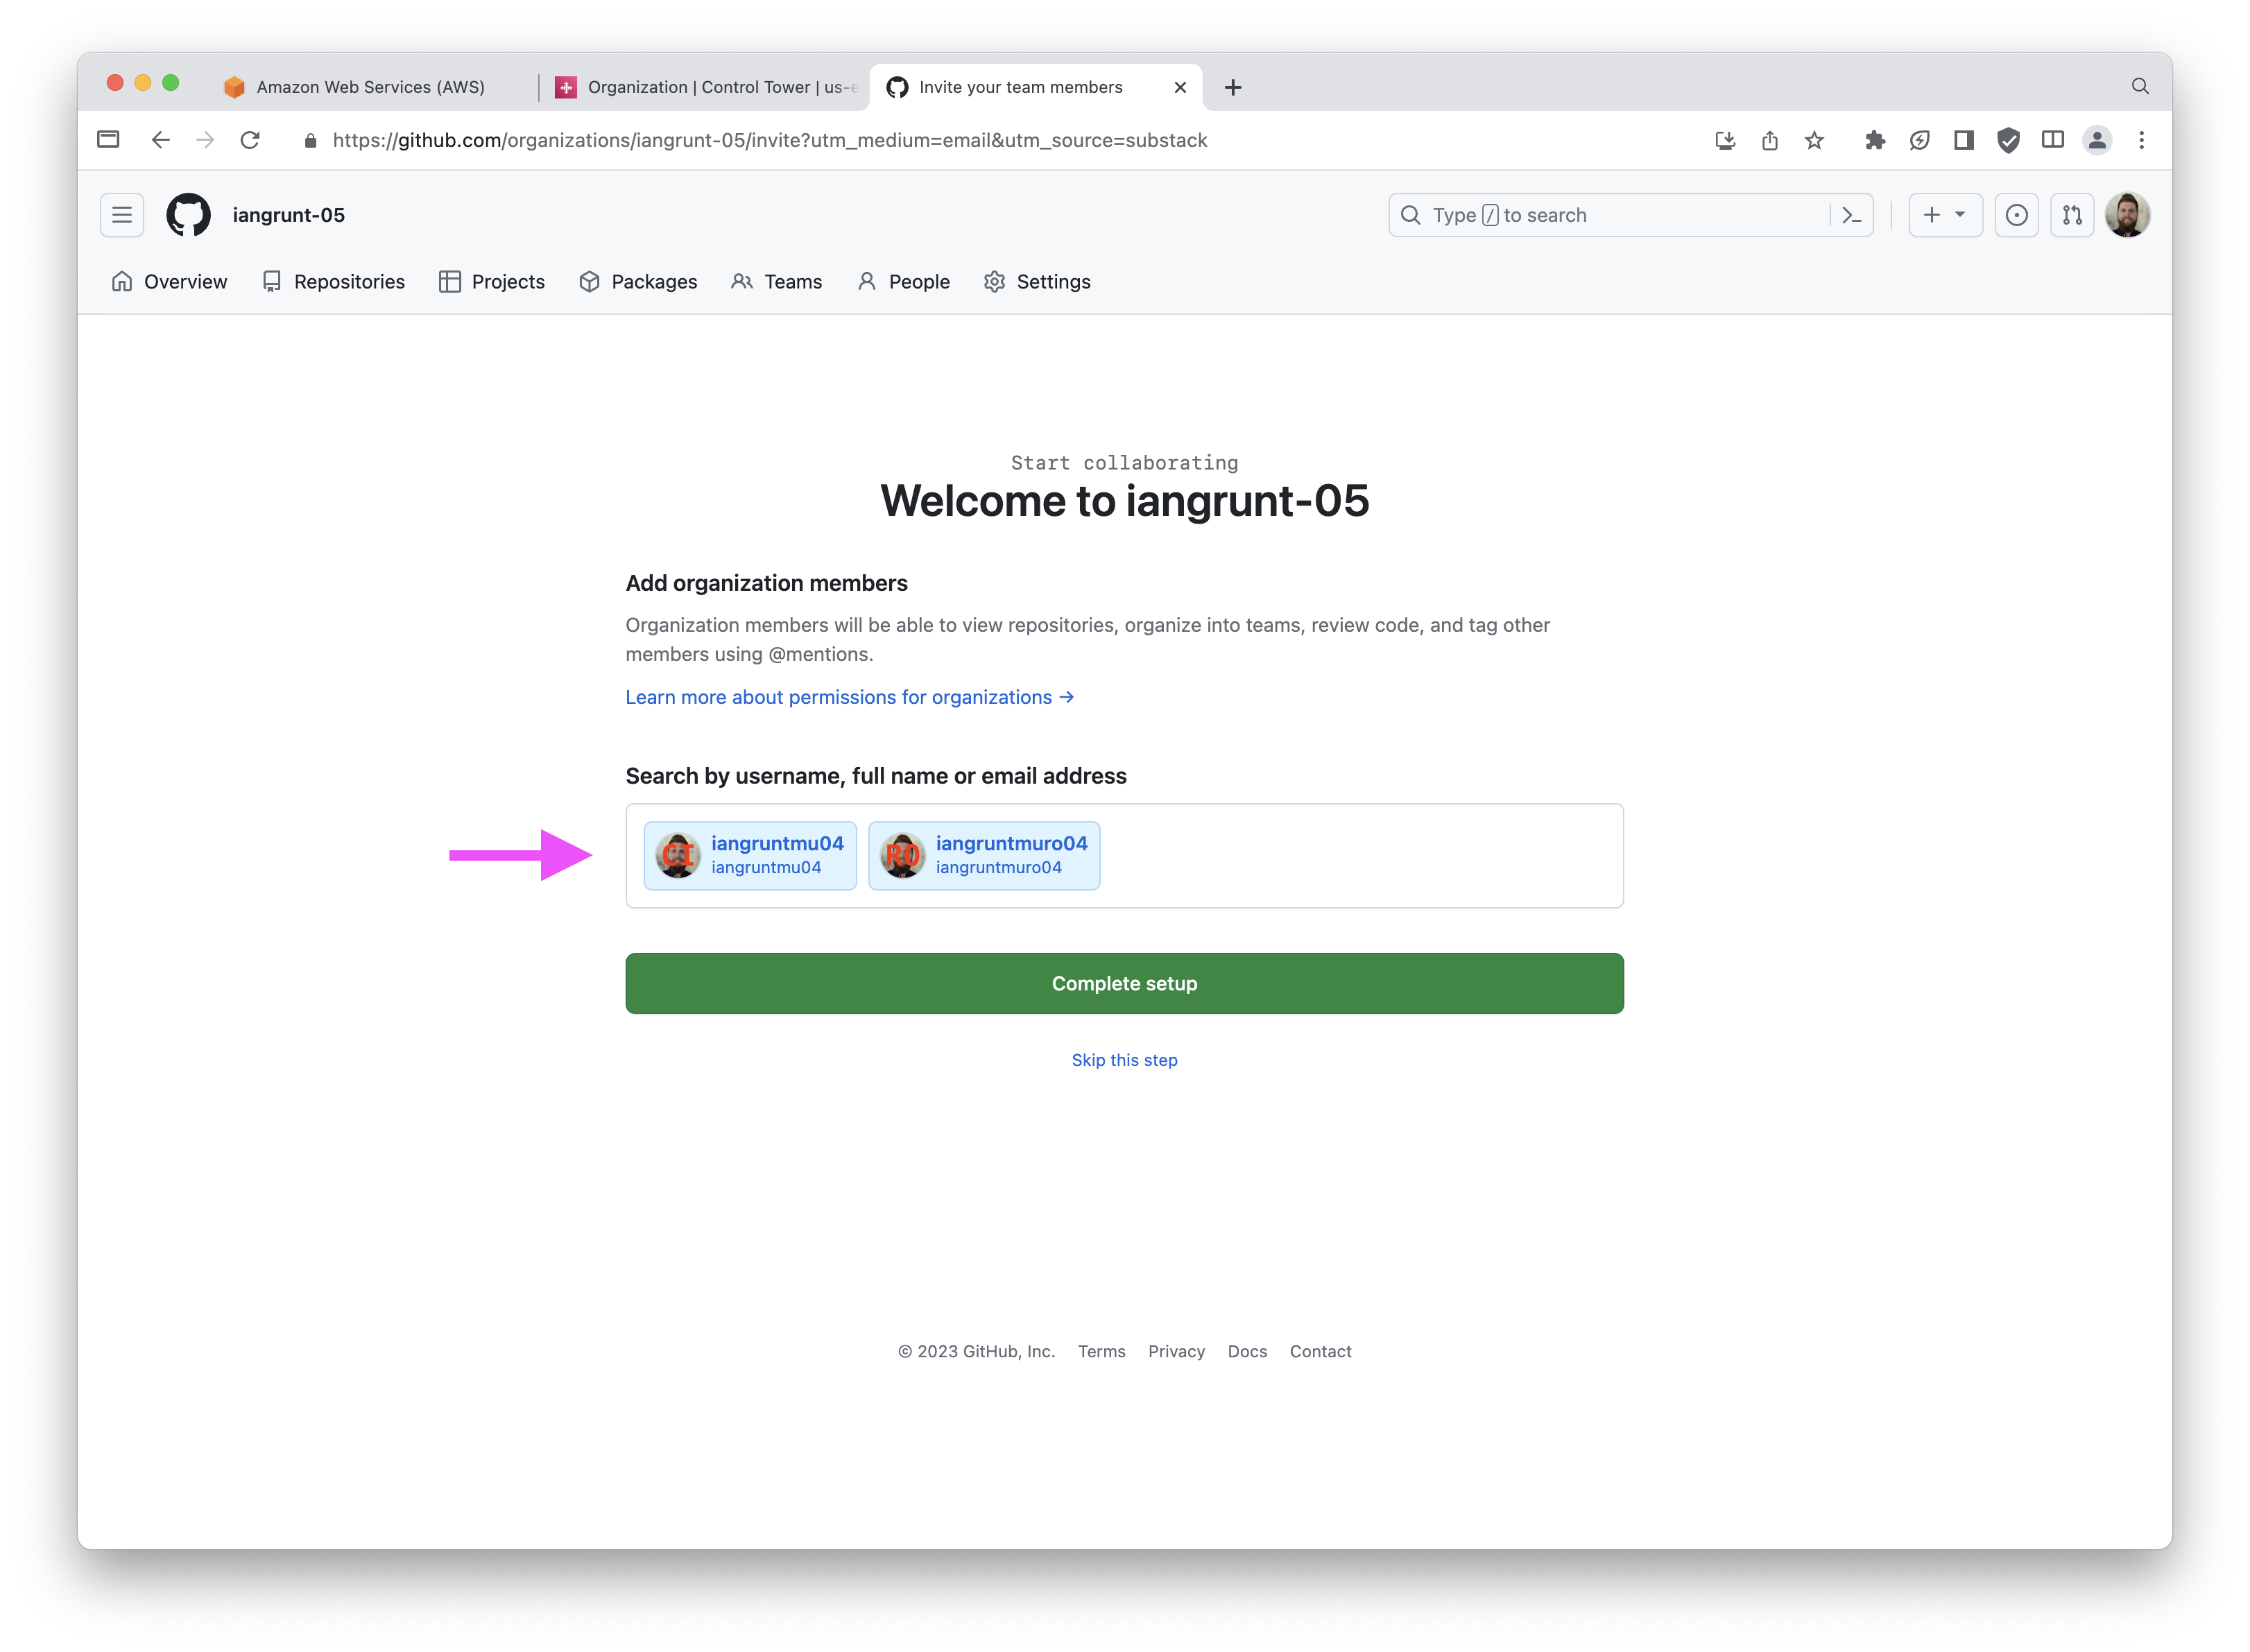 Amazon Web Services (AWS)
Organization | Control Tower | us-e
Invite your team members
https://github.com/organizations/iangrunt-05/invite?utm_medium=email&utm_source=substack
iangrunt-05
Type / to search
Overview
Repositories
Projects
Packages
Teams
People
Settings
Start collaborating
Welcome to iangrunt-05
Add organization members
Organization members will be able to view repositories, organize into teams, review code, and tag other
members using @mentions.
Learn more about permissions for organizations →
Search by username, full name or email address
CI
iangruntmu04
iangruntmu04
RO
iangruntmuro04
iangruntmuro04
Complete setup
Skip this step
© 2023 GitHub, Inc.
Terms
Privacy
Docs
Contact